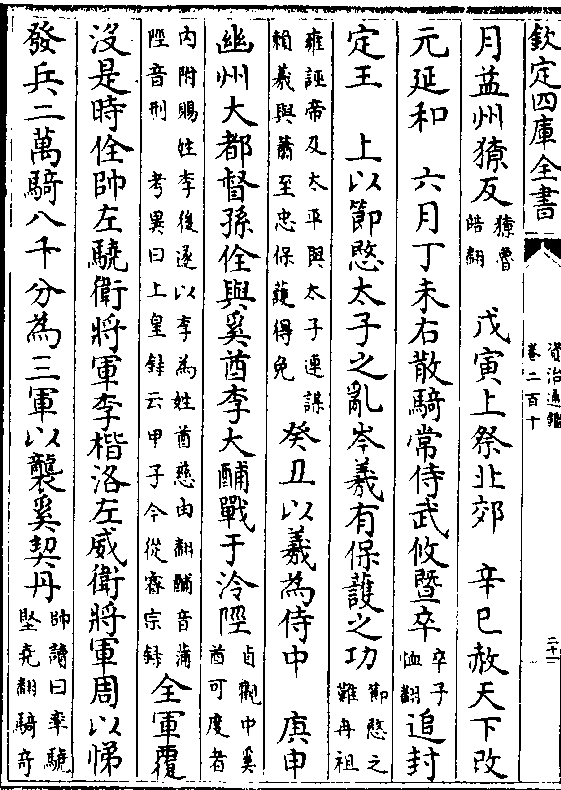 欽定四庫全書
資治通鑑
卷二百十
二十一
月益州獠反
獠魯
皓翻
戊寅上祭北郊 辛巳赦天下改
元延和 六月丁未右散騎常侍武攸暨卒
卒子
恤翻
追封
定王 上以節愍太子之亂岑羲有保護之功
節愍之
難冉祖
雍誣帝及太平與太子連謀
賴羲與蕭至忠保護得免
癸丑以羲為侍中 庚申
幽州大都督孫佺與奚酋李大酺戰于冷陘
貞觀中奚
酋可度者
內附賜姓李後遂以李為姓酋慈由翻酺音蒲
陘音刑 考異曰上皇錄云甲子今從睿宗錄
全軍覆
沒是時佺帥左驍衛將軍李楷洛左威衛將軍周以悌
發兵二萬騎八千分為三軍以襲奚契丹
帥讀曰率驍
堅堯翻騎奇